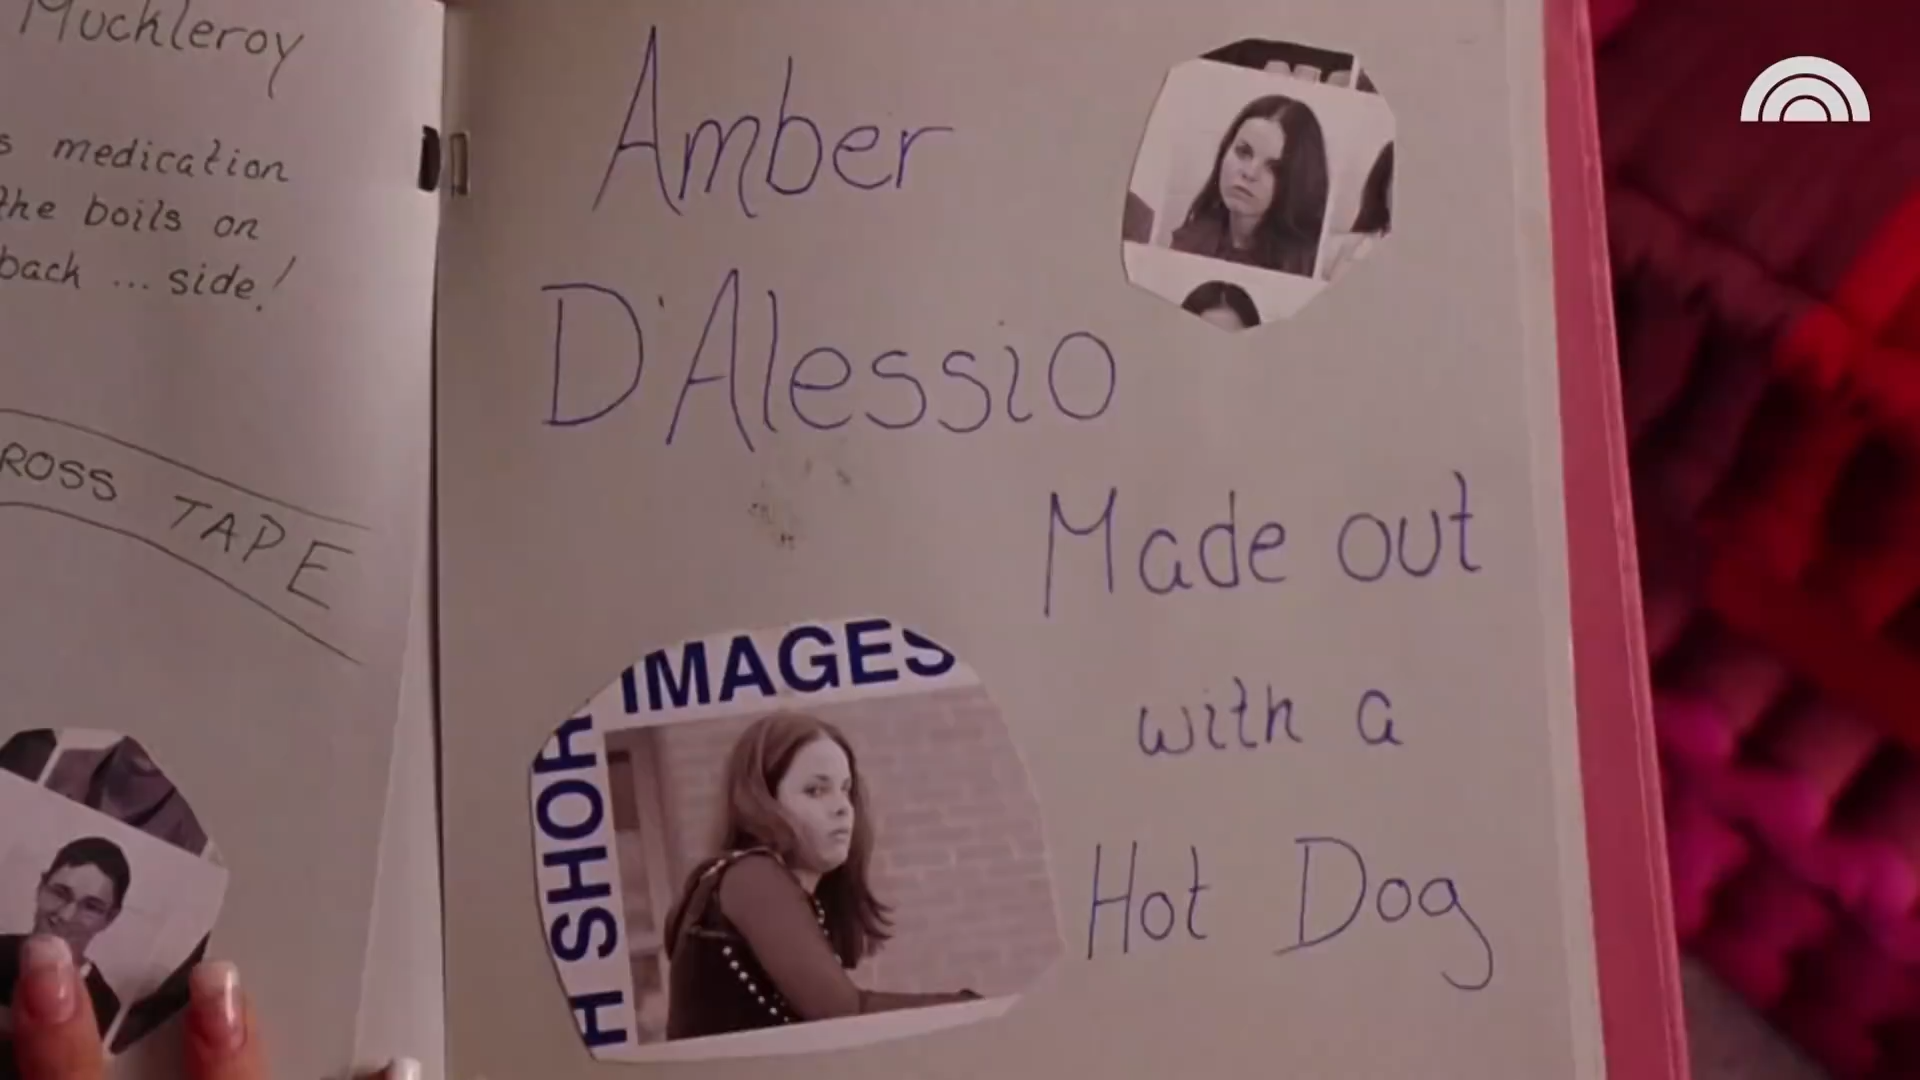 Muckleroy
s medication
the boils on
back ... side!
ROSS TAPE
Amber
D'Alessio
Made out
with a
Hot Dog
IMAGES
H SHOR